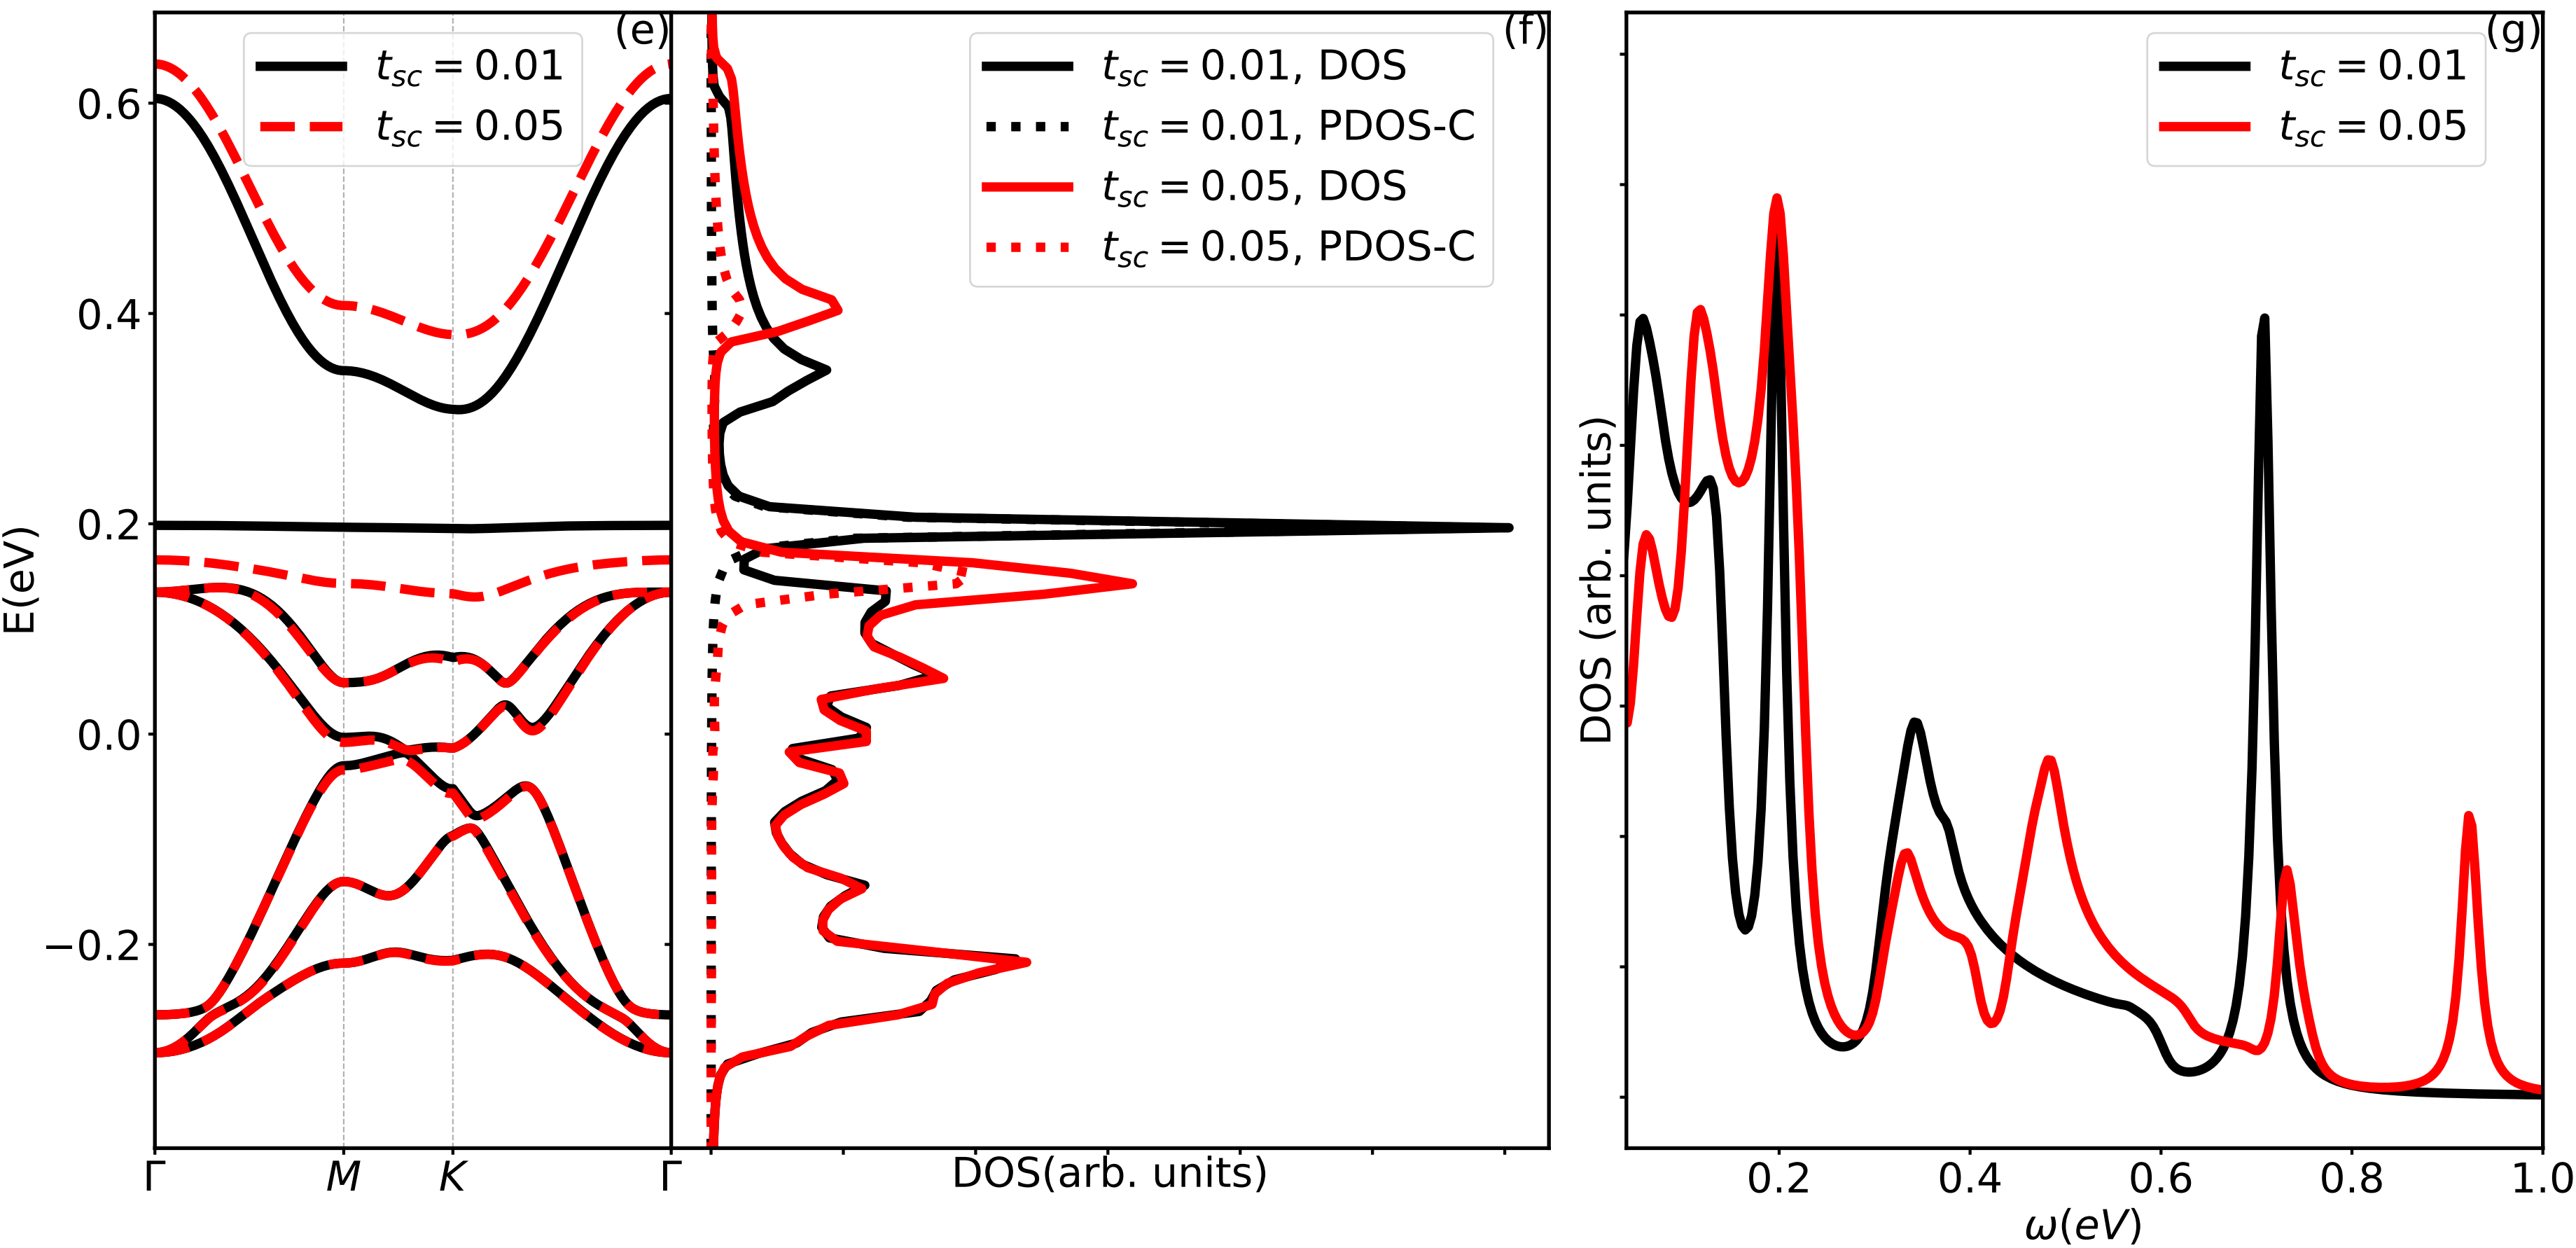 (e)
t_sc = 0.01
t_sc = 0.05
0.6
0.4
0.2
0.0
−0.2
E(eV)
Γ M K Γ
(f)
t_sc = 0.01, DOS
t_sc = 0.01, PDOS-C
t_sc = 0.05, DOS
t_sc = 0.05, PDOS-C
DOS(arb. units)
(g)
t_sc = 0.01
t_sc = 0.05
DOS (arb. units)
0.2 0.4 0.6 0.8 1.0
ω(eV)